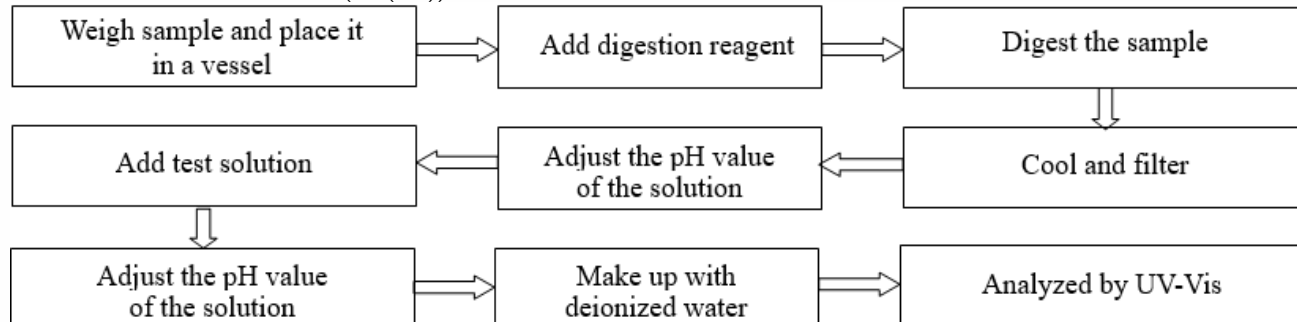 Weigh sample and place it
in a vessel
Add digestion reagent
Digest the sample
Cool and filter
Adjust the pH value
of the solution
Add test solution
Adjust the pH value
of the solution
Make up with
deionized water
Analyzed by UV-Vis